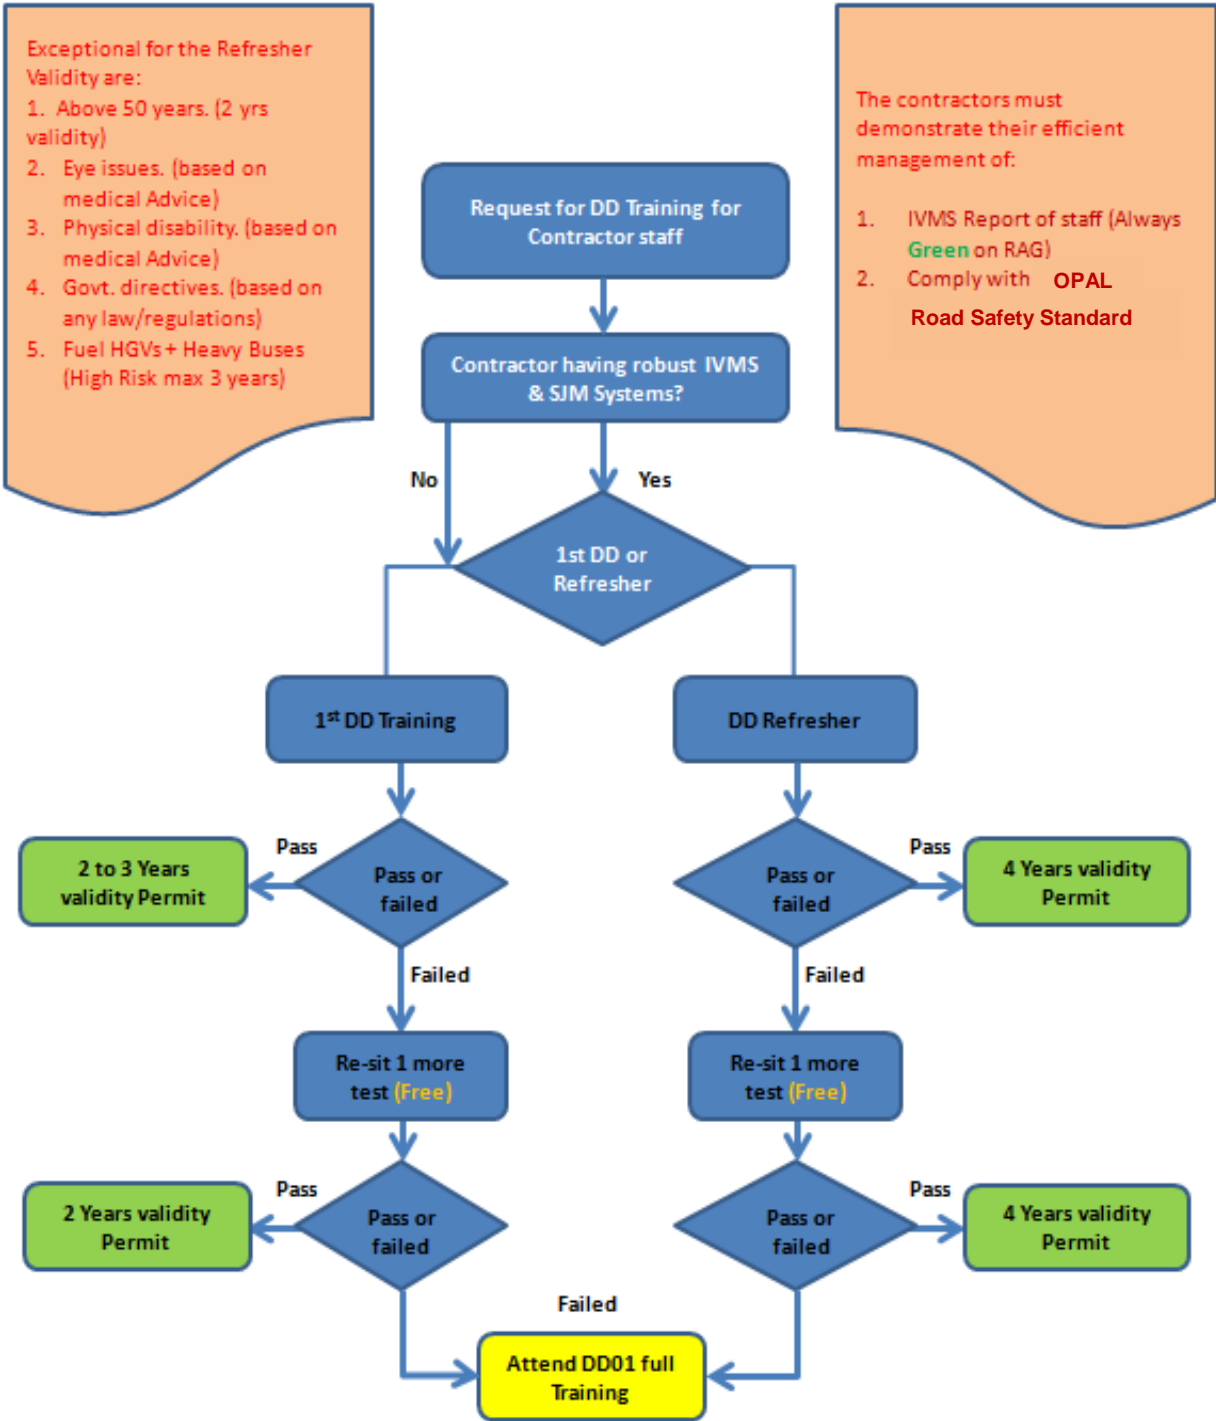 Exceptional for the Refresher
Validity are:
1. Above 50 years. (2 yrs
validity)
2. Eye issues. (based on
medical Advice)
3. Physical disability. (based on
medical Advice)
4. Govt. directives. (based on
any law/regulations)
5. Fuel HGVs + Heavy Buses
(High Risk max 3 years)
The contractors must
demonstrate their efficient
management of:
1. IVMS Report of staff (Always
Green on RAG)
2. Comply with OPAL
Road Safety Standard
Request for DD Training for
Contractor staff
Contractor having robust IVMS
& SJM Systems?
No
Yes
1st DD or
Refresher
1st DD Training
DD Refresher
Pass
2 to 3 Years
validity Permit
Pass or
failed
Pass or
failed
Pass
4 Years validity
Permit
Failed
Failed
Re-sit 1 more
test (Free)
Re-sit 1 more
test (Free)
Pass
2 Years validity
Permit
Pass or
failed
Pass or
failed
Pass
4 Years validity
Permit
Failed
Attend DD01 full
Training